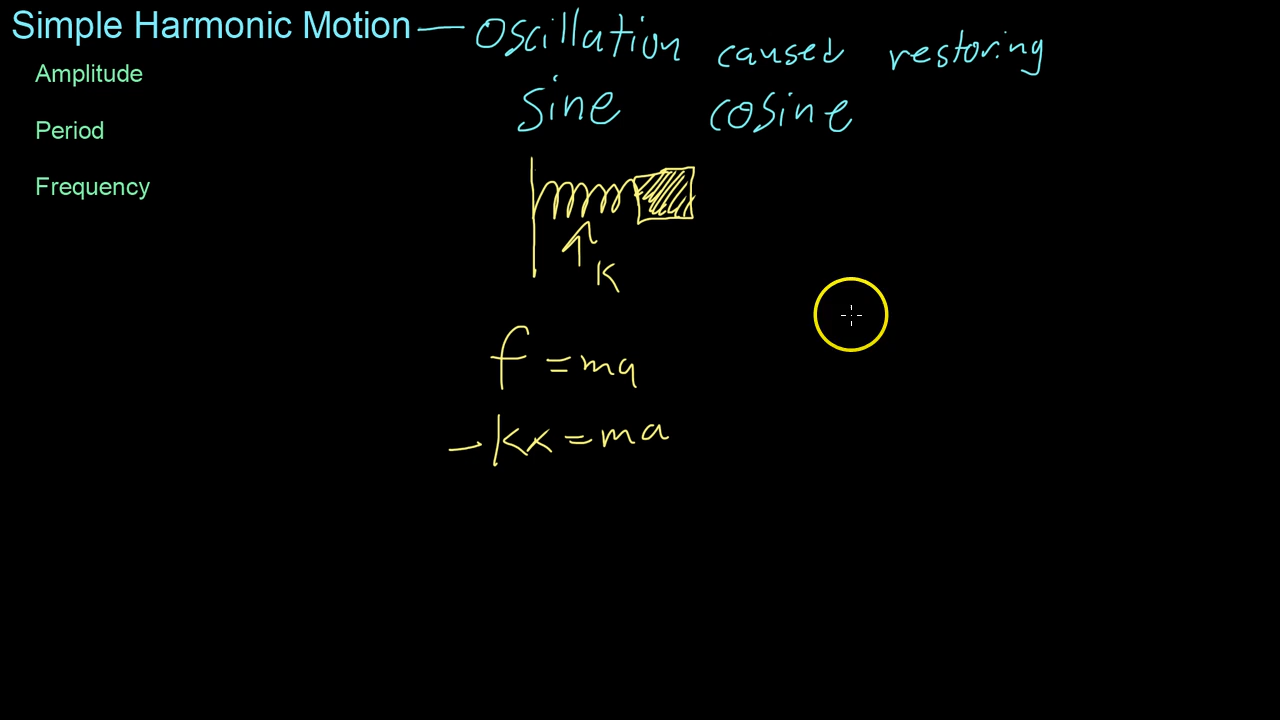 Simple Harmonic Motion — Oscillation caused restoring
Amplitude
sine cosine
Period
Frequency
K
f = ma
-kx = ma